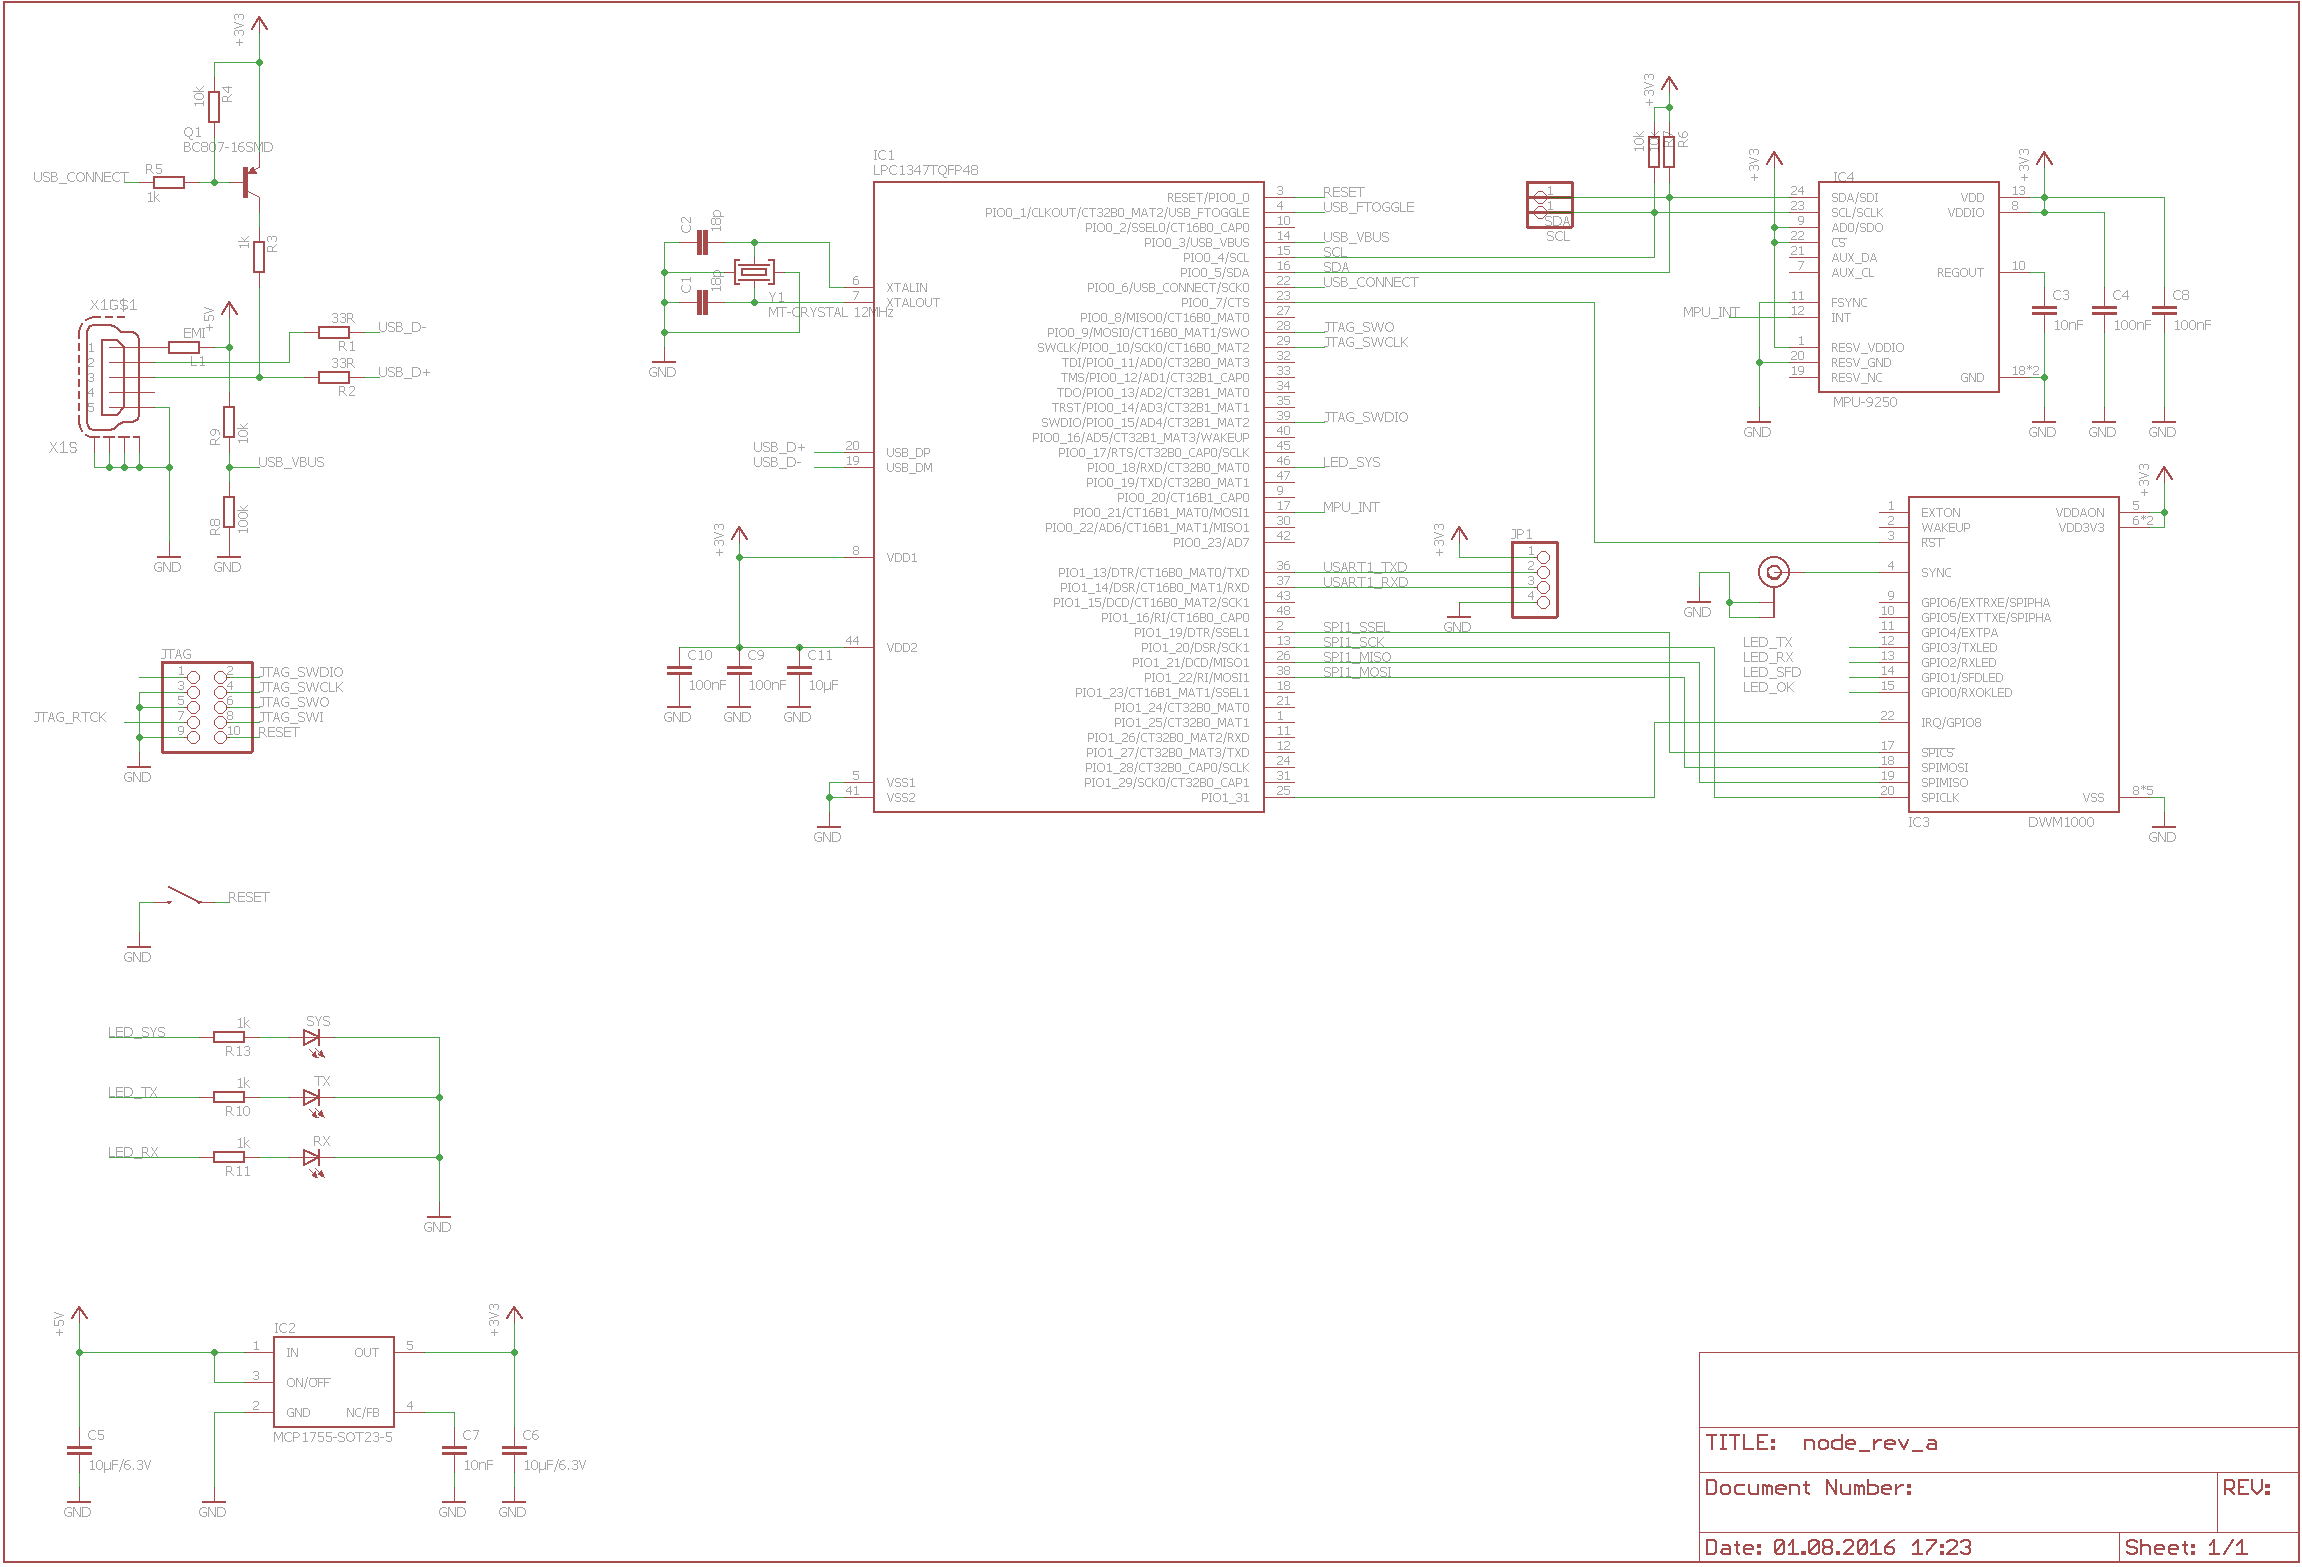 +3V3
10k
R4
Q1
BC807-16SMD
USB_CONNECT
R5
1k
1k
R3
X1G$1
+5V
EMI
L1
1
2
3
4
5
33R
R1
USB_D-
33R
R2
USB_D+
X1S
R9
10k
USB_VBUS
R8
100k
GND
GND
JTAG
1
2
JTAG_SWDIO
3
4
JTAG_SWCLK
5
6
JTAG_SWO
JTAG_RTCK
7
8
JTAG_SWI
9
10
RESET
GND
RESET
GND
LED_SYS
1k
R13
SYS
LED_TX
1k
R10
TX
LED_RX
1k
R11
RX
GND
+5V
+3V3
IC2
1 IN
OUT 5
3 ON/OFF
2 GND
NC/FB 4
MCP1755-SOT23-5
C5
10µF/6.3V
C7
10nF
C6
10µF/6.3V
GND
GND
GND
GND
C2
18p
C1
18p
Y1
MT-CRYSTAL 12MHz
GND
USB_D+
USB_D-
+3V3
C10
100nF
C9
100nF
C11
10µF
GND
GND
GND
GND
IC1
LPC1347TQFP48
6 XTALIN
7 XTALOUT
20 USB_DP
19 USB_DM
8 VDD1
44 VDD2
5 VSS1
41 VSS2
RESET/PIO0_0 3 RESET
PIO0_1/CLKOUT/CT32B0_MAT2/USB_FTOGGLE 4 USB_FTOGGLE
PIO0_2/SSEL0/CT16B0_CAP0 10
PIO0_3/USB_VBUS 14 USB_VBUS
PIO0_4/SCL 15 SCL
PIO0_5/SDA 16 SDA
PIO0_6/USB_CONNECT/SCK0 22 USB_CONNECT
PIO0_7/CTS 23
PIO0_8/MISO0/CT16B0_MAT0 27
PIO0_9/MOSI0/CT16B0_MAT1/SWO 28 JTAG_SWO
SWCLK/PIO0_10/SCK0/CT16B0_MAT2 29 JTAG_SWCLK
TDI/PIO0_11/AD0/CT32B0_MAT3 32
TMS/PIO0_12/AD1/CT32B1_CAP0 33
TDO/PIO0_13/AD2/CT32B1_MAT0 34
TRST/PIO0_14/AD3/CT32B1_MAT1 35
SWDIO/PIO0_15/AD4/CT32B1_MAT2 39 JTAG_SWDIO
PIO0_16/AD5/CT32B1_MAT3/WAKEUP 40
PIO0_17/RTS/CT32B0_CAP0/SCLK 45
PIO0_18/RXD/CT32B0_MAT0 46 LED_SYS
PIO0_19/TXD/CT32B0_MAT1 47
PIO0_20/CT16B1_CAP0 9
PIO0_21/CT16B1_MAT0/MOSI1 17 MPU_INT
PIO0_22/AD6/CT16B1_MAT1/MISO1 30
PIO0_23/AD7 42
PIO1_13/DTR/CT16B0_MAT0/TXD 36 USART1_TXD
PIO1_14/DSR/CT16B0_MAT1/RXD 37 USART1_RXD
PIO1_15/DCD/CT16B0_MAT2/SCK1 43
PIO1_16/RI/CT16B0_CAP0 48
PIO1_19/DTR/SSEL1 2 SPI1_SSEL
PIO1_20/DSR/SCK1 13 SPI1_SCK
PIO1_21/DCD/MISO1 26 SPI1_MISO
PIO1_22/RI/MOSI1 38 SPI1_MOSI
PIO1_23/CT16B1_MAT1/SSEL1 18
PIO1_24/CT32B0_MAT0 21
PIO1_25/CT32B0_MAT1 1
PIO1_26/CT32B0_MAT2/RXD 11
PIO1_27/CT32B0_MAT3/TXD 12
PIO1_28/CT32B0_CAP0/SCLK 24
PIO1_29/SCK0/CT32B0_CAP1 31
PIO1_31 25
+3V3
JP1
1
2
3
4
GND
1
1
SDA
SCL
+3V3
10k
10k
R7
R6
+3V3
+3V3
IC4
24 SDA/SDI
VDD 13
23 SCL/SCLK
VDDIO 8
9 AD0/SDO
22 CS
21 AUX_DA
7 AUX_CL
REGOUT 10
11 FSYNC
MPU_INT
12 INT
1 RESV_VDDIO
20 RESV_GND
19 RESV_NC
GND 18*2
MPU-9250
C3
10nF
C4
100nF
C8
100nF
GND
GND
GND
GND
+3V3
1 EXTON
VDDAON 5
2 WAKEUP
VDD3V3 6*2
3 RST
4 SYNC
GND
9 GPIO6/EXTRXE/SPIPHA
10 GPIO5/EXTTXE/SPIPHA
11 GPIO4/EXTPA
LED_TX 12 GPIO3/TXLED
LED_RX 13 GPIO2/RXLED
LED_SFD 14 GPIO1/SFDLED
LED_OK 15 GPIO0/RXOKLED
22 IRQ/GPIO8
17 SPICS
18 SPIMOSI
19 SPIMISO
20 SPICLK
VSS 8*5
IC3
DWM1000
GND
TITLE: node_rev_a
Document Number:
REV:
Date: 01.08.2016 17:23
Sheet: 1/1